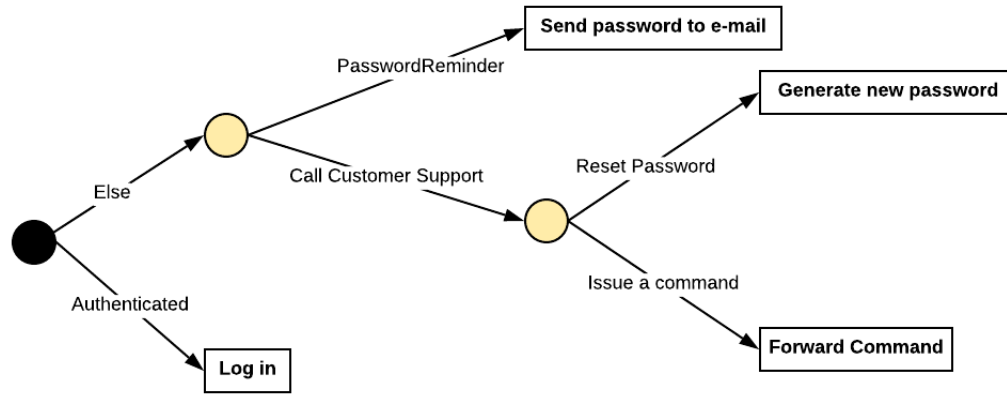 Send password to e-mail
PasswordReminder
Generate new password
Reset Password
Call Customer Support
Else
Issue a command
Authenticated
Forward Command
Log in